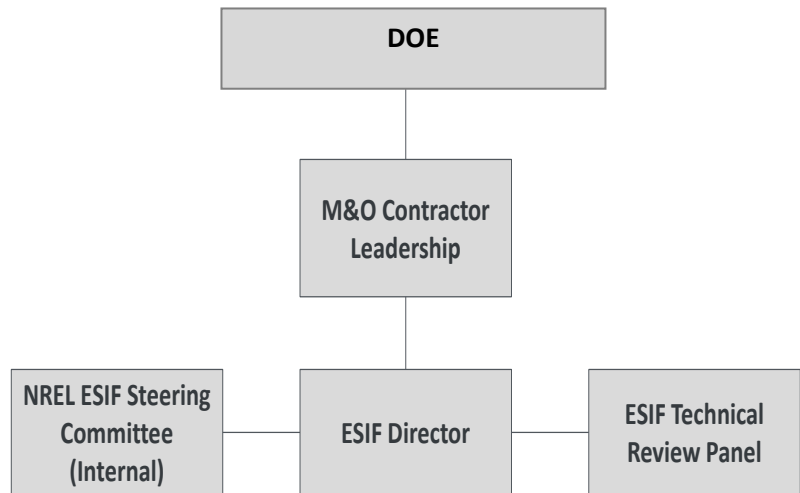 DOE
M&O Contractor
Leadership
NREL ESIF Steering
Committee
(Internal)
ESIF Director
ESIF Technical
Review Panel